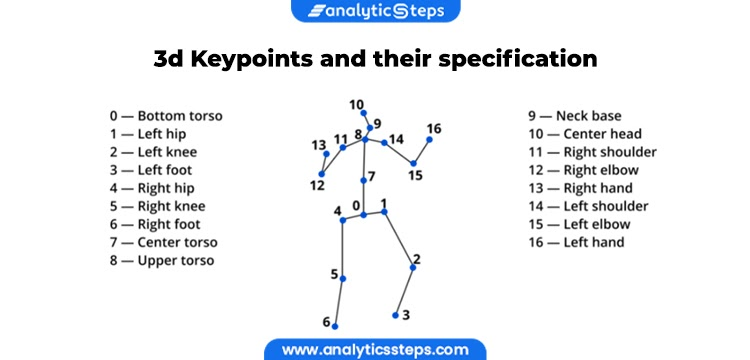 analyticSteps
3d Keypoints and their specification
0 — Bottom torso
1 — Left hip
2 — Left knee
3 — Left foot
4 — Right hip
5 — Right knee
6 — Right foot
7 — Center torso
8 — Upper torso
10
9
8
11
13
14
16
12
15
7
4
0
1
5
2
6
3
9 — Neck base
10 — Center head
11 — Right shoulder
12 — Right elbow
13 — Right hand
14 — Left shoulder
15 — Left elbow
16 — Left hand
www.analyticssteps.com